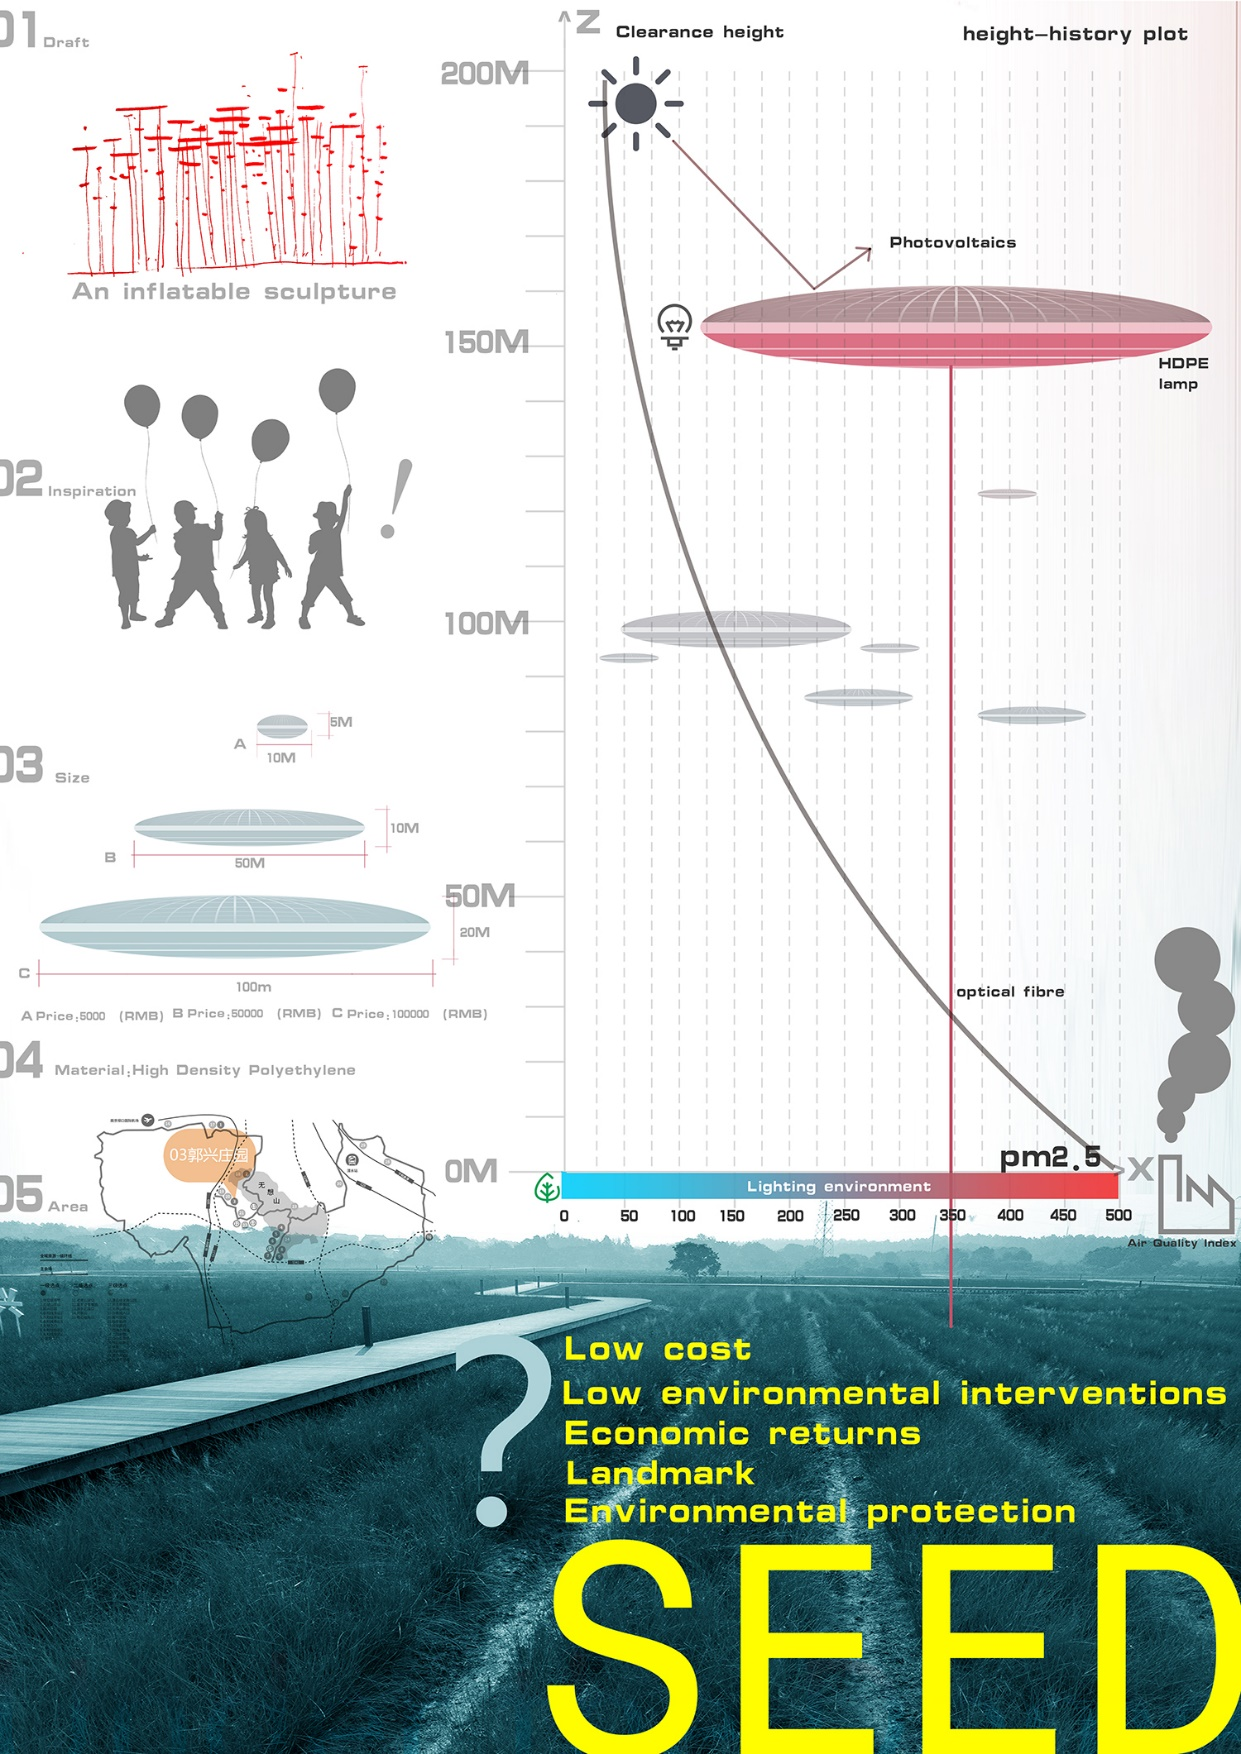 01 Draft
An inflatable sculpture
02 Inspiration
!
03 Size
A
5M
10M
B
10M
50M
C
20M
100m
A Price:5000 (RMB) B Price:50000 (RMB) C Price:100000 (RMB)
04 Material:High Density Polyethylene
05 Area
03郭兴庄园
无
想
山
Z
Clearance height
height-history plot
200M
150M
100M
50M
0M
Photovoltaics
HDPE
lamp
optical fibre
pm2.5
X
Lighting environment
0 50 100 150 200 250 300 350 400 450 500
Air Quality Index
?
Low cost
Low environmental interventions
Economic returns
Landmark
Environmental protection
SEED